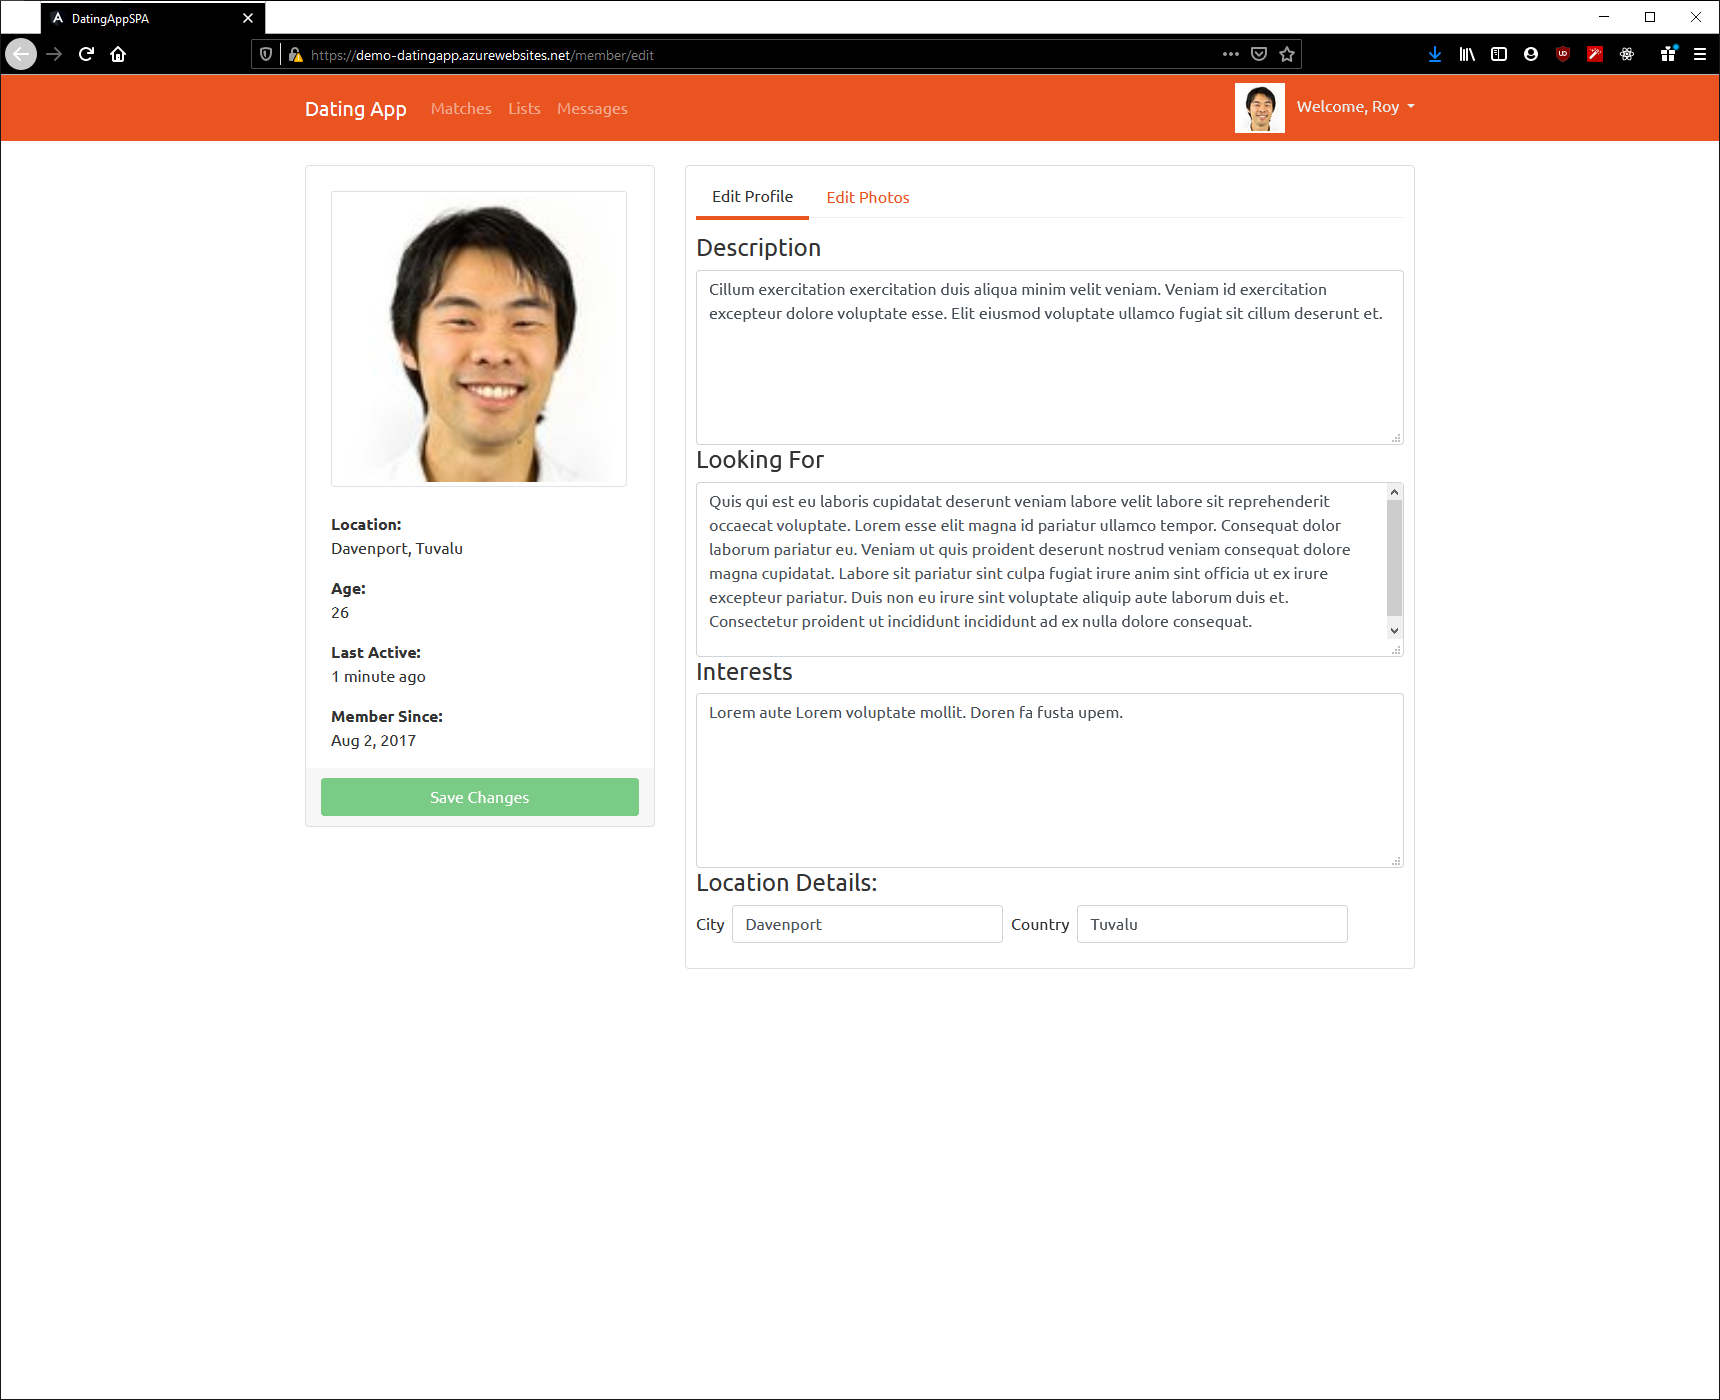 DatingAppSPA
https://demo-datingapp.azurewebsites.net/member/edit
Dating App Matches Lists Messages
Welcome, Roy
Location:
Davenport, Tuvalu
Age:
26
Last Active:
1 minute ago
Member Since:
Aug 2, 2017
Save Changes
Edit Profile Edit Photos
Description
Cillum exercitation exercitation duis aliqua minim velit veniam. Veniam id exercitation
excepteur dolore voluptate esse. Elit eiusmod voluptate ullamco fugiat sit cillum deserunt et.
Looking For
Quis qui est eu laboris cupidatat deserunt veniam labore velit labore sit reprehenderit
occaecat voluptate. Lorem esse elit magna id pariatur ullamco tempor. Consequat dolor
laborum pariatur eu. Veniam ut quis proident deserunt nostrud veniam consequat dolore
magna cupidatat. Labore sit pariatur sint culpa fugiat irure anim sint officia ut ex irure
excepteur pariatur. Duis non eu irure sint voluptate aliquip aute laborum duis et.
Consectetur proident ut incididunt incididunt ad ex nulla dolore consequat.
Interests
Lorem aute Lorem voluptate mollit. Doren fa fusta upem.
Location Details:
City Davenport Country Tuvalu